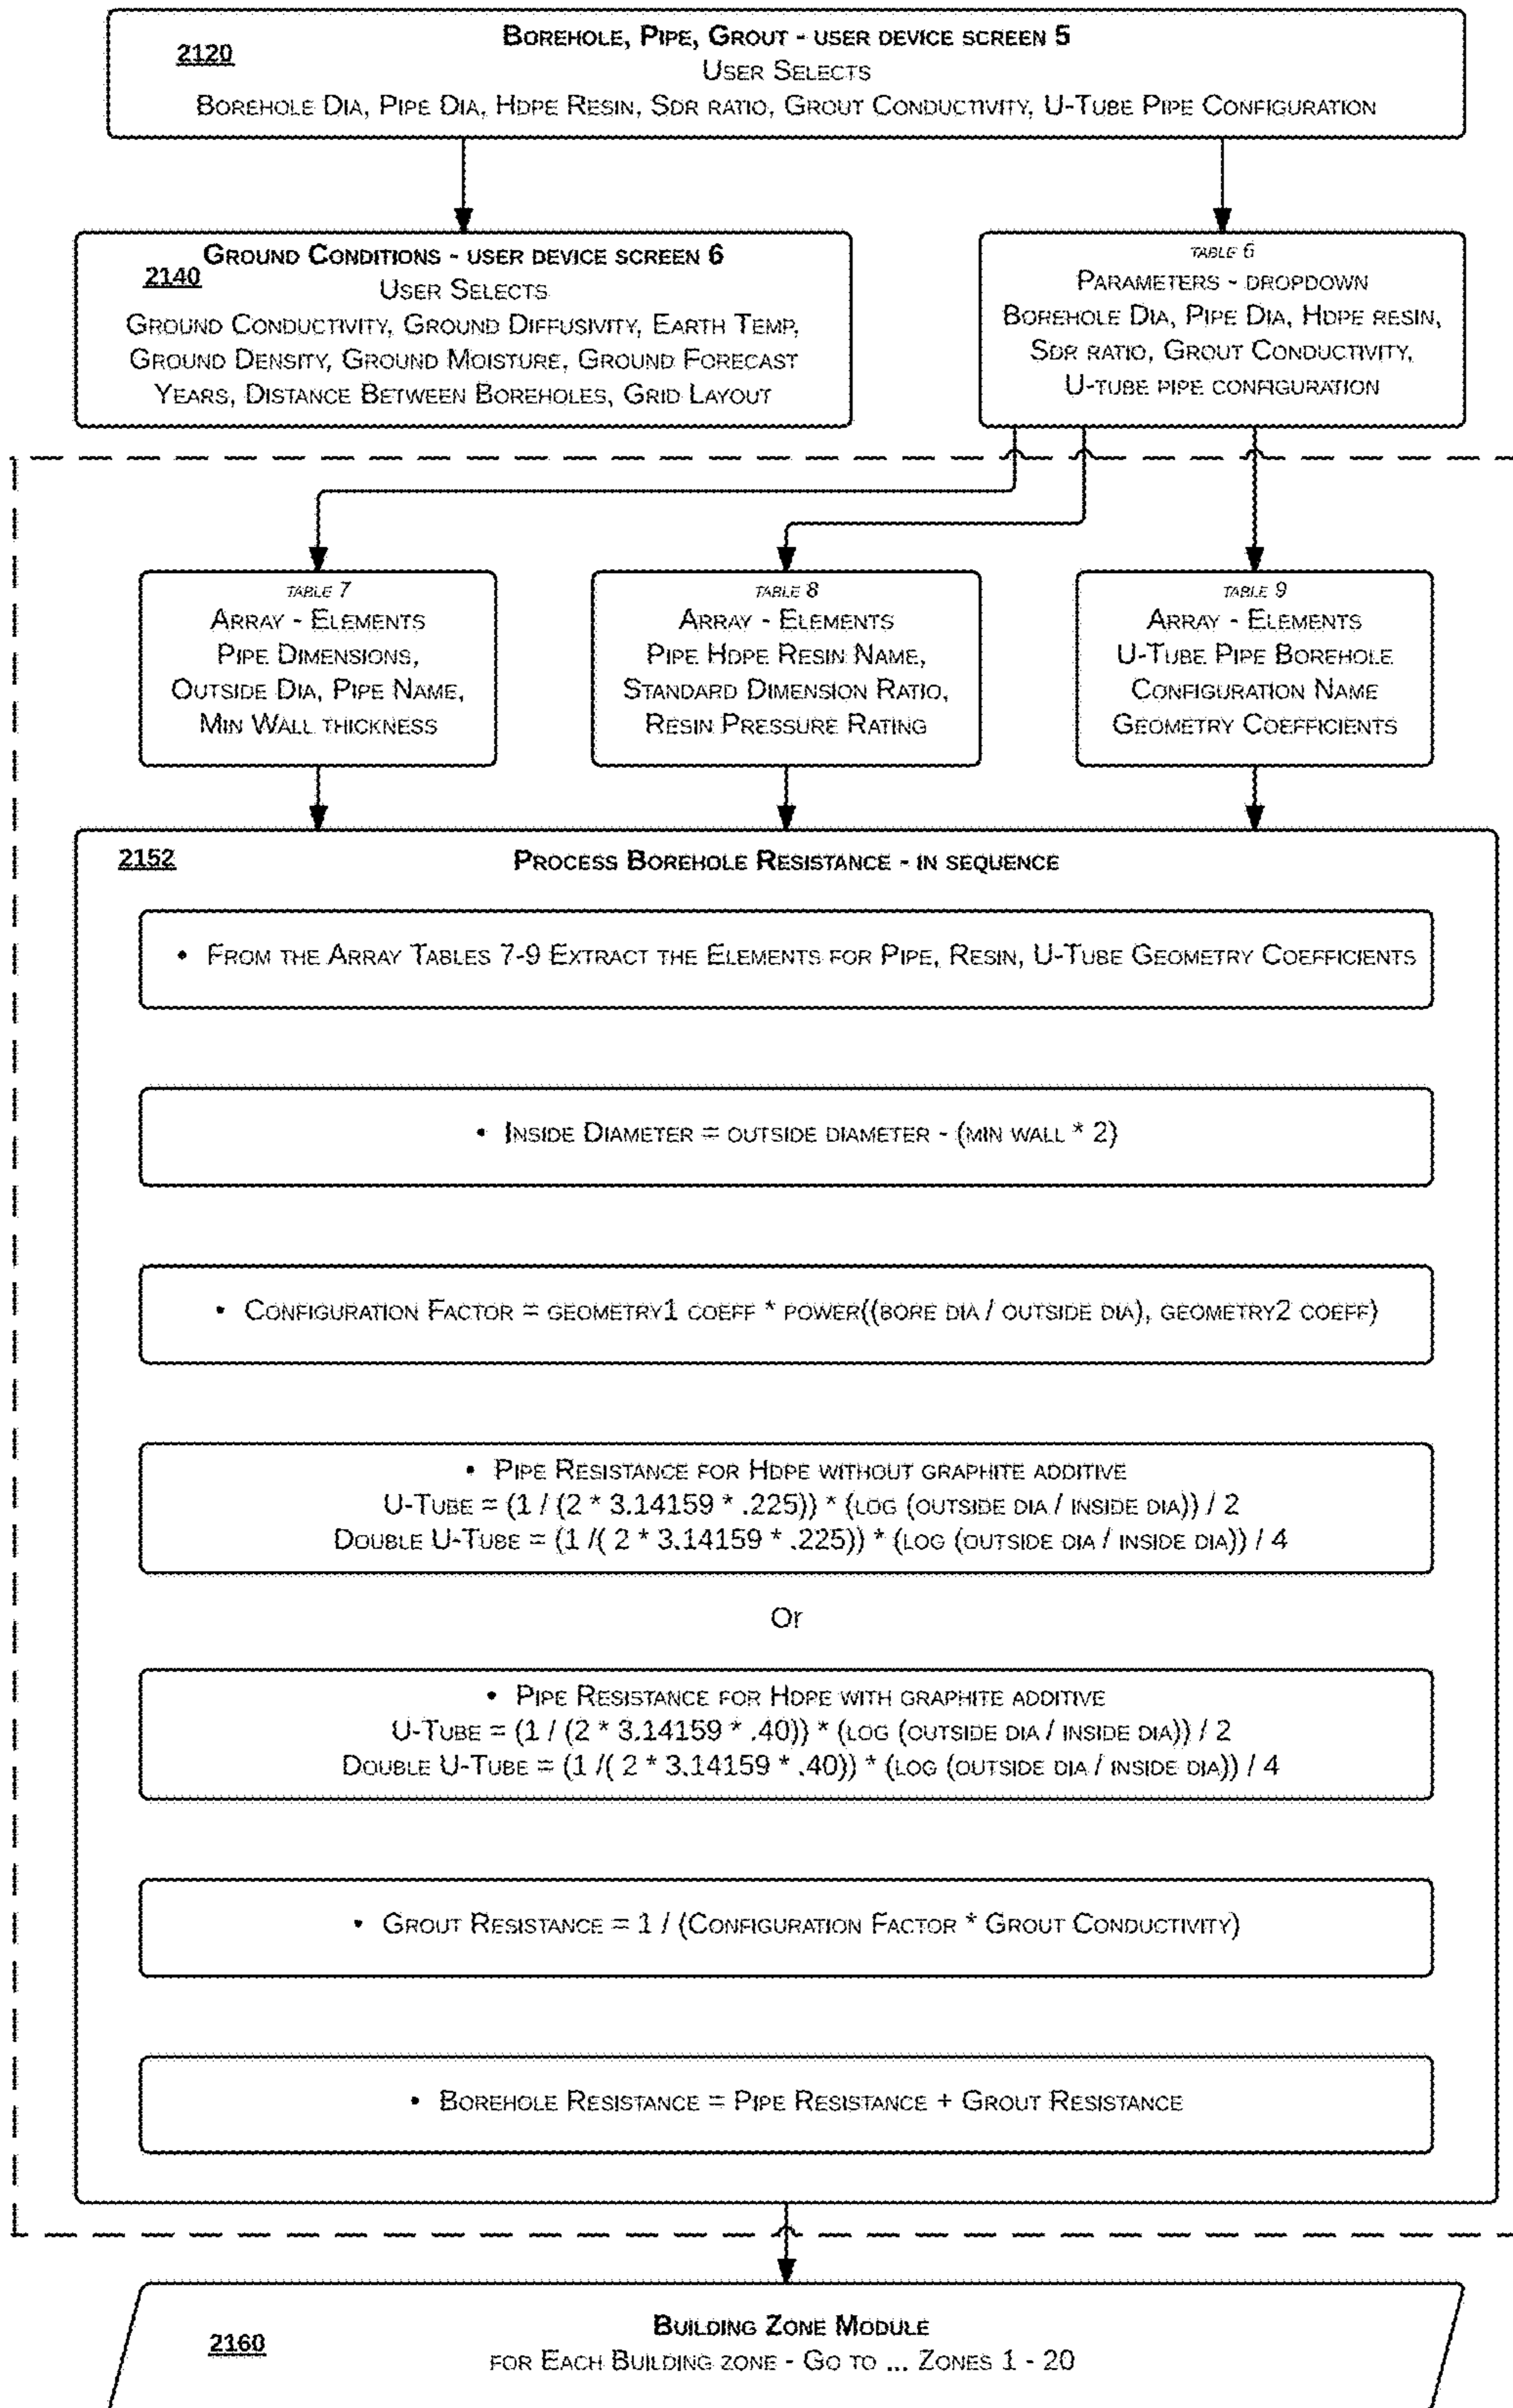 2120
Borehole, Pipe, Grout - user device screen 5
User Selects
Borehole Dia, Pipe Dia, Hdpe Resin, Sdr ratio, Grout Conductivity, U-Tube Pipe Configuration
2140
Ground Conditions - user device screen 6
User Selects
Ground Conductivity, Ground Diffusivity, Earth Temp,
Ground Density, Ground Moisture, Ground Forecast
Years, Distance Between Boreholes, Grid Layout
table 6
Parameters - dropdown
Borehole Dia, Pipe Dia, Hdpe resin,
Sdr ratio, Grout Conductivity,
U-tube pipe configuration
table 7
Array - Elements
Pipe Dimensions,
Outside Dia, Pipe Name,
Min Wall thickness
table 8
Array - Elements
Pipe Hdpe Resin Name,
Standard Dimension Ratio,
Resin Pressure Rating
table 9
Array - Elements
U-Tube Pipe Borehole
Configuration Name
Geometry Coefficients
2152
Process Borehole Resistance - in sequence
• From the Array Tables 7-9 Extract the Elements for Pipe, Resin, U-Tube Geometry Coefficients
• Inside Diameter = outside diameter - (min wall * 2)
• Configuration Factor = geometry1 coeff * power((bore dia / outside dia), geometry2 coeff)
• Pipe Resistance for Hdpe without graphite additive
U-Tube = (1 / (2 * 3.14159 * .225)) * (log (outside dia / inside dia)) / 2
Double U-Tube = (1 /( 2 * 3.14159 * .225)) * (log (outside dia / inside dia)) / 4
Or
• Pipe Resistance for Hdpe with graphite additive
U-Tube = (1 / (2 * 3.14159 * .40)) * (log (outside dia / inside dia)) / 2
Double U-Tube = (1 /( 2 * 3.14159 * .40)) * (log (outside dia / inside dia)) / 4
• Grout Resistance = 1 / (Configuration Factor * Grout Conductivity)
• Borehole Resistance = Pipe Resistance + Grout Resistance
2160
Building Zone Module
for Each Building zone - Go to ... Zones 1 - 20